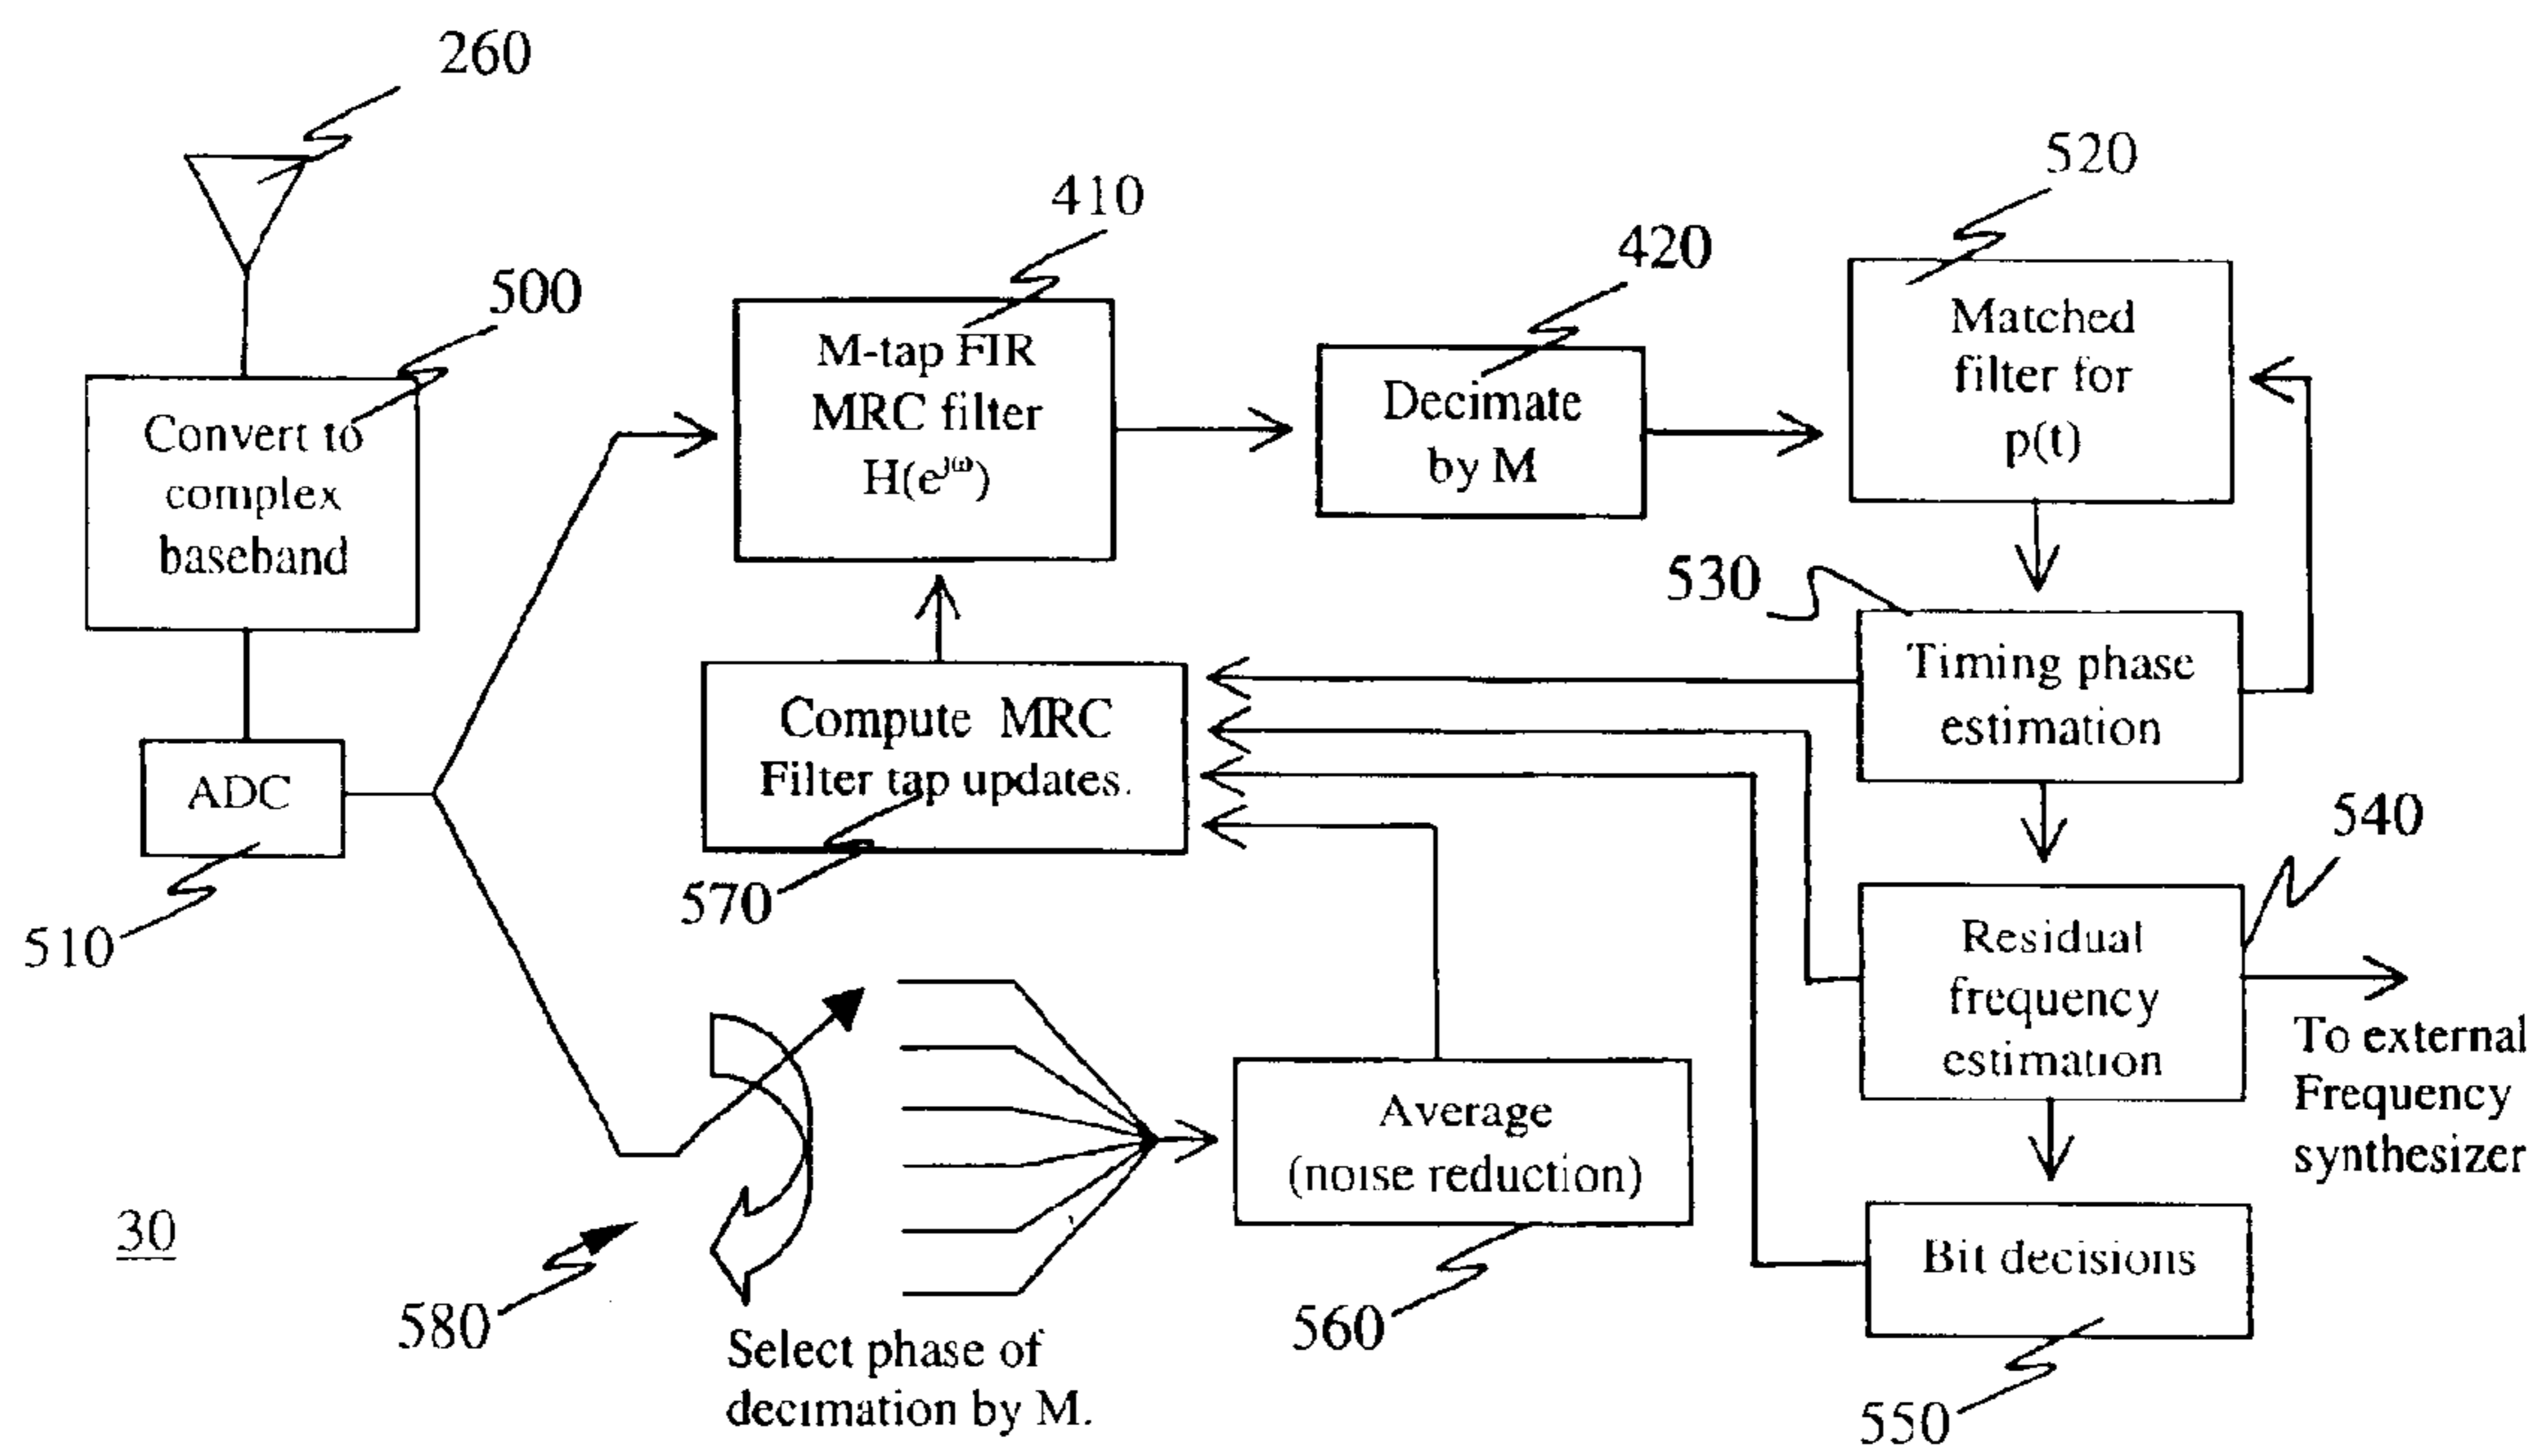 260
500
Convert to
complex
baseband
ADC
510
410
M-tap FIR
MRC filter
H(e^jω)
420
Decimate
by M
520
Matched
filter for
p(t)
530
Timing phase
estimation
Compute MRC
Filter tap updates.
570
540
Residual
frequency
estimation
To external
Frequency
synthesizer
Average
(noise reduction)
560
Bit decisions
550
30
580
Select phase of
decimation by M.